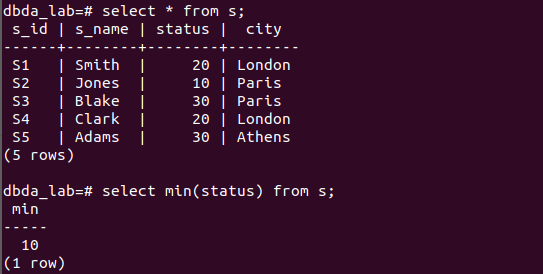 dbda_lab=# select * from s;
 s_id | s_name | status |  city
------+--------+--------+--------
 S1   | Smith  |     20 | London
 S2   | Jones  |     10 | Paris
 S3   | Blake  |     30 | Paris
 S4   | Clark  |     20 | London
 S5   | Adams  |     30 | Athens
(5 rows)

dbda_lab=# select min(status) from s;
 min
-----
  10
(1 row)